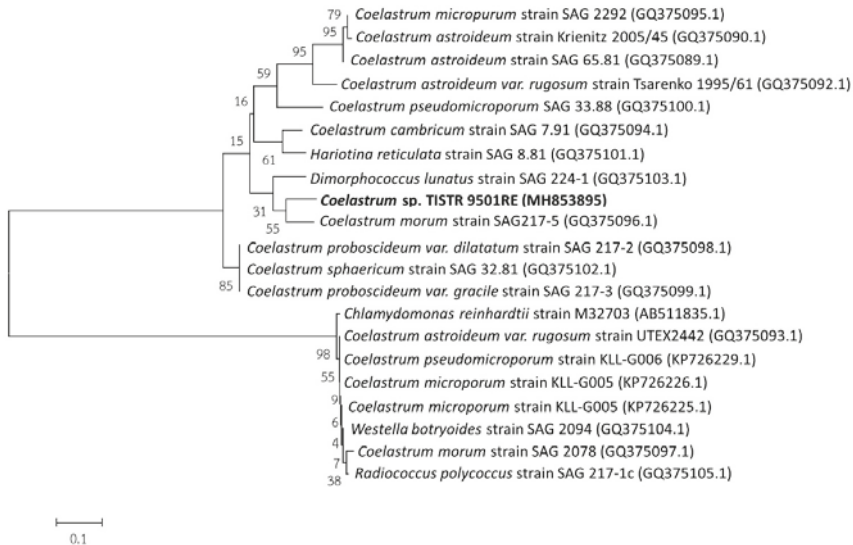 79
Coelastrum micropurum strain SAG 2292 (GQ375095.1)
95
Coelastrum astroideum strain Krienitz 2005/45 (GQ375090.1)
95
Coelastrum astroideum strain SAG 65.81 (GQ375089.1)
59
Coelastrum astroideum var. rugosum strain Tsarenko 1995/61 (GQ375092.1)
16
Coelastrum pseudomicroporum SAG 33.88 (GQ375100.1)
Coelastrum cambricum strain SAG 7.91 (GQ375094.1)
15
61
Hariotina reticulata strain SAG 8.81 (GQ375101.1)
Dimorphococcus lunatus strain SAG 224-1 (GQ375103.1)
Coelastrum sp. TISTR 9501RE (MH853895)
31
55
Coelastrum morum strain SAG217-5 (GQ375096.1)
Coelastrum proboscideum var. dilatatum strain SAG 217-2 (GQ375098.1)
Coelastrum sphaericum strain SAG 32.81 (GQ375102.1)
85
Coelastrum proboscideum var. gracile strain SAG 217-3 (GQ375099.1)
Chlamydomonas reinhardtii strain M32703 (AB511835.1)
Coelastrum astroideum var. rugosum strain UTEX2442 (GQ375093.1)
98
Coelastrum pseudomicroporum strain KLL-G006 (KP726229.1)
55
Coelastrum microporum strain KLL-G005 (KP726226.1)
9
Coelastrum microporum strain KLL-G005 (KP726225.1)
6
Westella botryoides strain SAG 2094 (GQ375104.1)
4
Coelastrum morum strain SAG 2078 (GQ375097.1)
7
Radiococcus polycoccus strain SAG 217-1c (GQ375105.1)
38
0.1